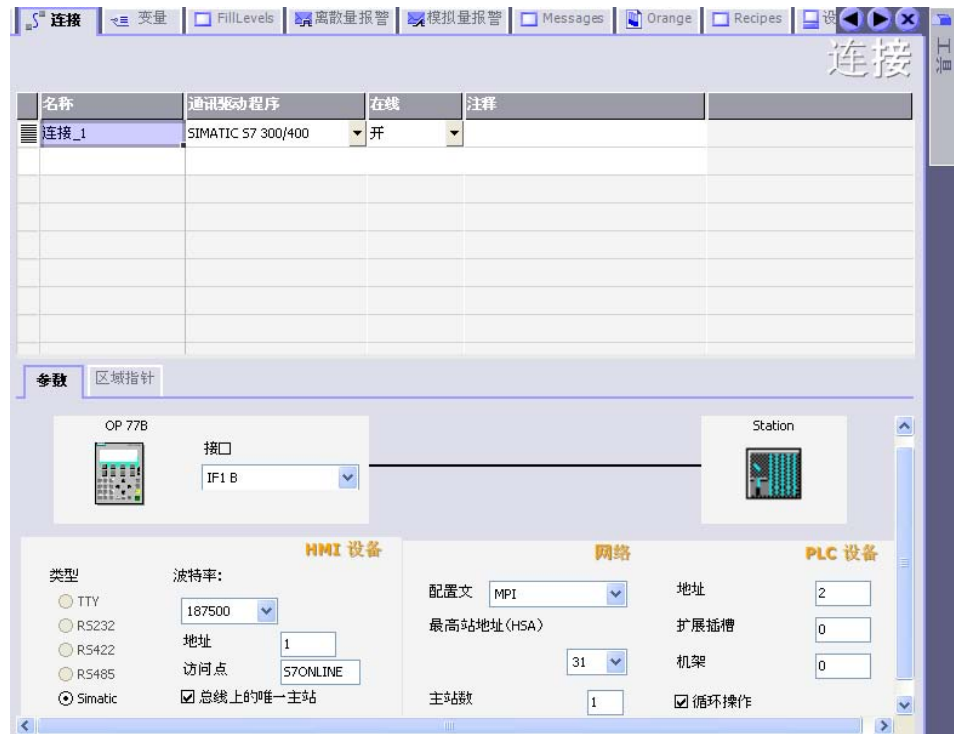 连接 变量 FillLevels 离散量报警 模拟量报警 Messages Orange Recipes 设
工具
连接
名称 通讯驱动程序 在线 注释
连接_1 SIMATIC S7 300/400 开
参数 区域指针
OP 77B
接口
IF1 B
Station
HMI 设备
类型 波特率:
TTY
187500
RS232
地址 1
RS422
访问点 S7ONLINE
RS485
Simatic 总线上的唯一主站
网络
配置文 MPI
最高站地址(HSA)
31
主站数 1
PLC 设备
地址 2
扩展插槽 0
机架 0
循环操作